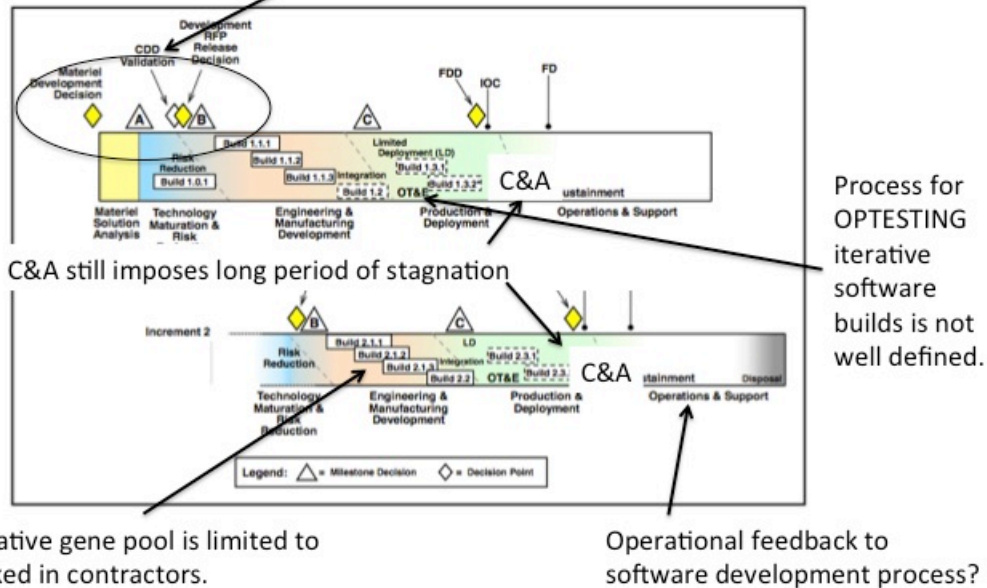 Development
RFP
Release
Decision
CDD
Validation
Materiel
Development
Decision
A
B
C
FDD
IOC
FD
Build 1.1.1
Build 1.1.2
Build 1.1.3
Risk
Reduction
Build 1.0.1
Integration
Build 1.2
Limited
Deployment (LD)
Build 1.3.1
Build 1.3.2
OT&E
C&A
ustainment
Materiel
Solution
Analysis
Technology
Maturation &
Risk
Engineering &
Manufacturing
Development
Production &
Deployment
Operations & Support
Process for
OPTESTING
iterative
software
builds is not
well defined.
C&A still imposes long period of stagnation
Increment 2
B
C
Risk
Reduction
Build 2.1.1
Build 2.1.2
Build 2.1.3
Build 2.2
Integration
LD
Build 2.3.1
Build 2.3.
OT&E
C&A
stainment
Disposal
Technology
Maturation &
Risk
Reduction
Engineering &
Manufacturing
Development
Production &
Deployment
Operations & Support
Legend: = Milestone Decision = Decision Point
ative gene pool is limited to
ked in contractors.
Operational feedback to
software development process?